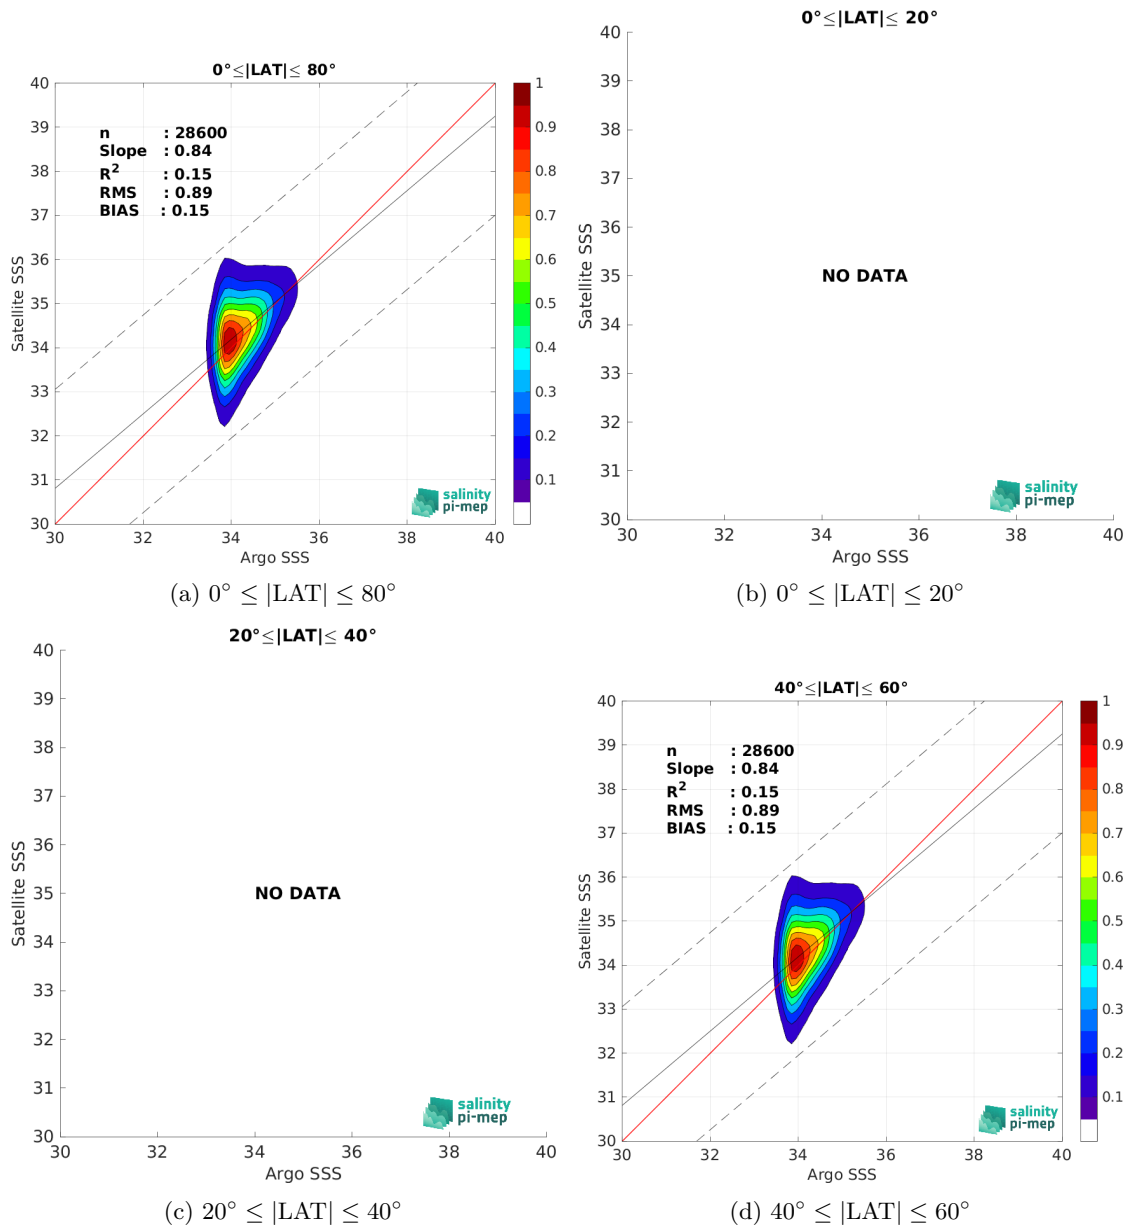 0°≤|LAT|≤ 80°
40
39
38
37
36
35
34
33
32
31
30
30
32
34
36
38
40
Satellite SSS
Argo SSS
n : 28600
Slope : 0.84
R² : 0.15
RMS : 0.89
BIAS : 0.15
1
0.9
0.8
0.7
0.6
0.5
0.4
0.3
0.2
0.1
salinity
pi-mep
(a) 0° ≤ |LAT| ≤ 80°
0°≤|LAT|≤ 20°
40
39
38
37
36
35
34
33
32
31
30
30
32
34
36
38
40
Satellite SSS
Argo SSS
NO DATA
salinity
pi-mep
(b) 0° ≤ |LAT| ≤ 20°
20°≤|LAT|≤ 40°
40
39
38
37
36
35
34
33
32
31
30
30
32
34
36
38
40
Satellite SSS
Argo SSS
NO DATA
salinity
pi-mep
(c) 20° ≤ |LAT| ≤ 40°
40°≤|LAT|≤ 60°
40
39
38
37
36
35
34
33
32
31
30
30
32
34
36
38
40
Satellite SSS
Argo SSS
n : 28600
Slope : 0.84
R² : 0.15
RMS : 0.89
BIAS : 0.15
1
0.9
0.8
0.7
0.6
0.5
0.4
0.3
0.2
0.1
salinity
pi-mep
(d) 40° ≤ |LAT| ≤ 60°